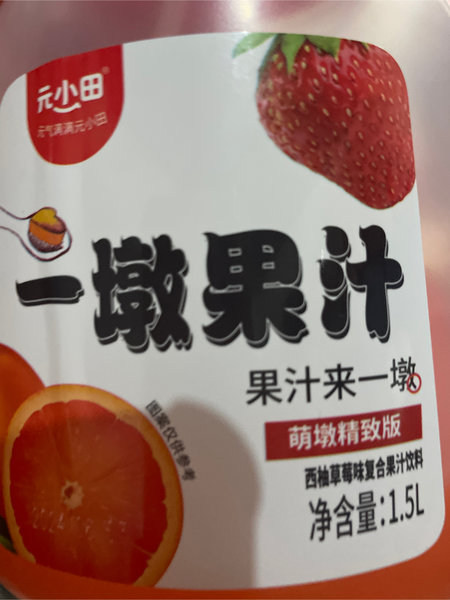 元小田
元气满满元小田
一墩果汁
果汁来一墩
萌墩精致版
图案仅供参考
西柚草莓味复合果汁饮料
净含量:1.5L